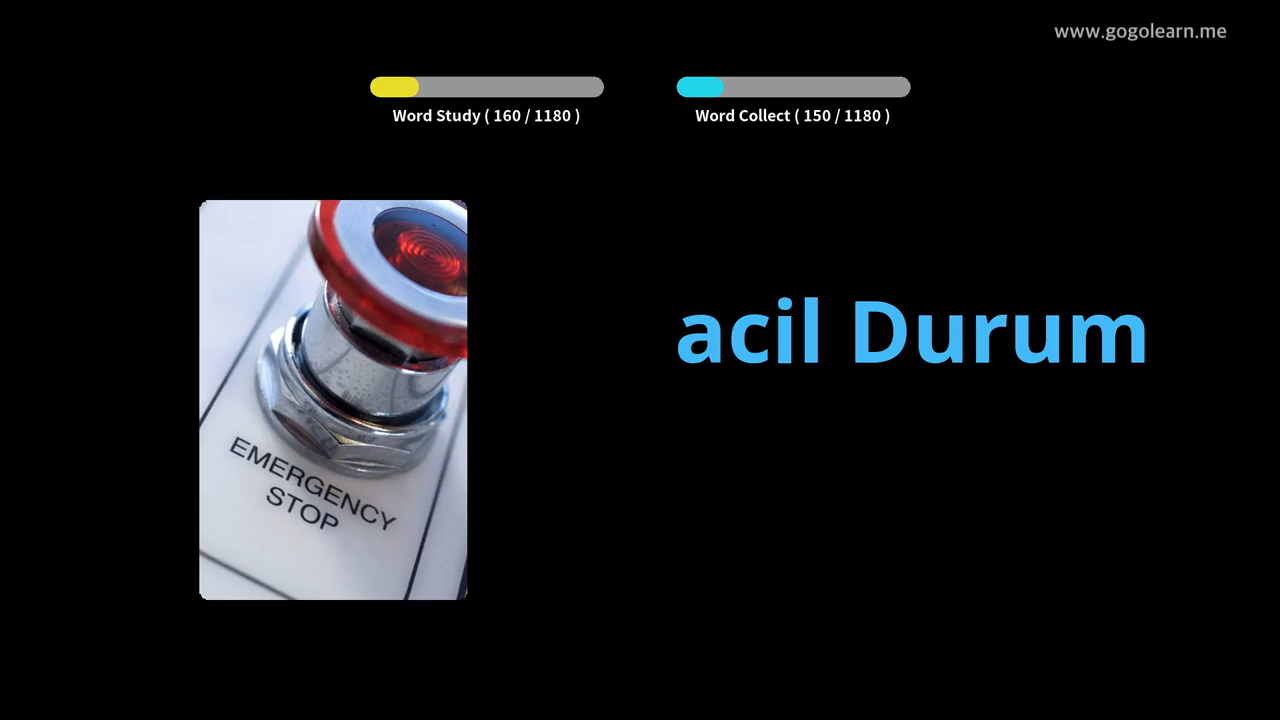 www.gogolearn.me
Word Study ( 160 / 1180 )
Word Collect ( 150 / 1180 )
acil Durum
EMERGENCY
STOP